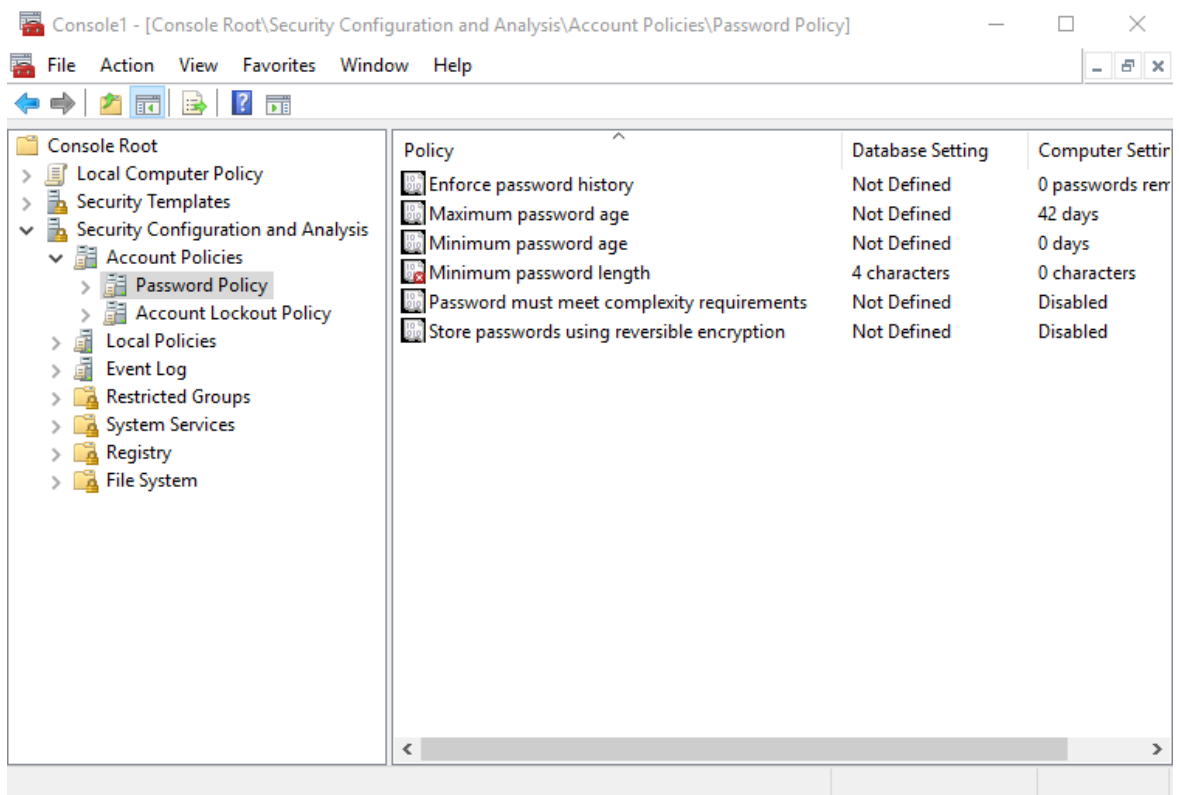 Console1 - [Console Root\Security Configuration and Analysis\Account Policies\Password Policy]
File Action View Favorites Window Help
Console Root
Local Computer Policy
Security Templates
Security Configuration and Analysis
Account Policies
Password Policy
Account Lockout Policy
Local Policies
Event Log
Restricted Groups
System Services
Registry
File System
Policy Database Setting Computer Settin
Enforce password history Not Defined 0 passwords rem
Maximum password age Not Defined 42 days
Minimum password age Not Defined 0 days
Minimum password length 4 characters 0 characters
Password must meet complexity requirements Not Defined Disabled
Store passwords using reversible encryption Not Defined Disabled